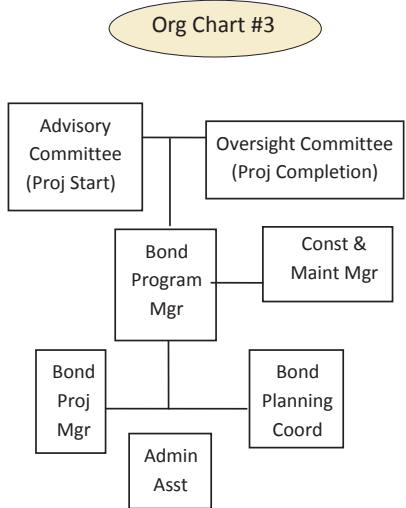 Org Chart #3
Advisory
Committee
(Proj Start)
Oversight Committee
(Proj Completion)
Bond
Program
Mgr
Const &
Maint Mgr
Bond
Proj
Mgr
Bond
Planning
Coord
Admin
Asst